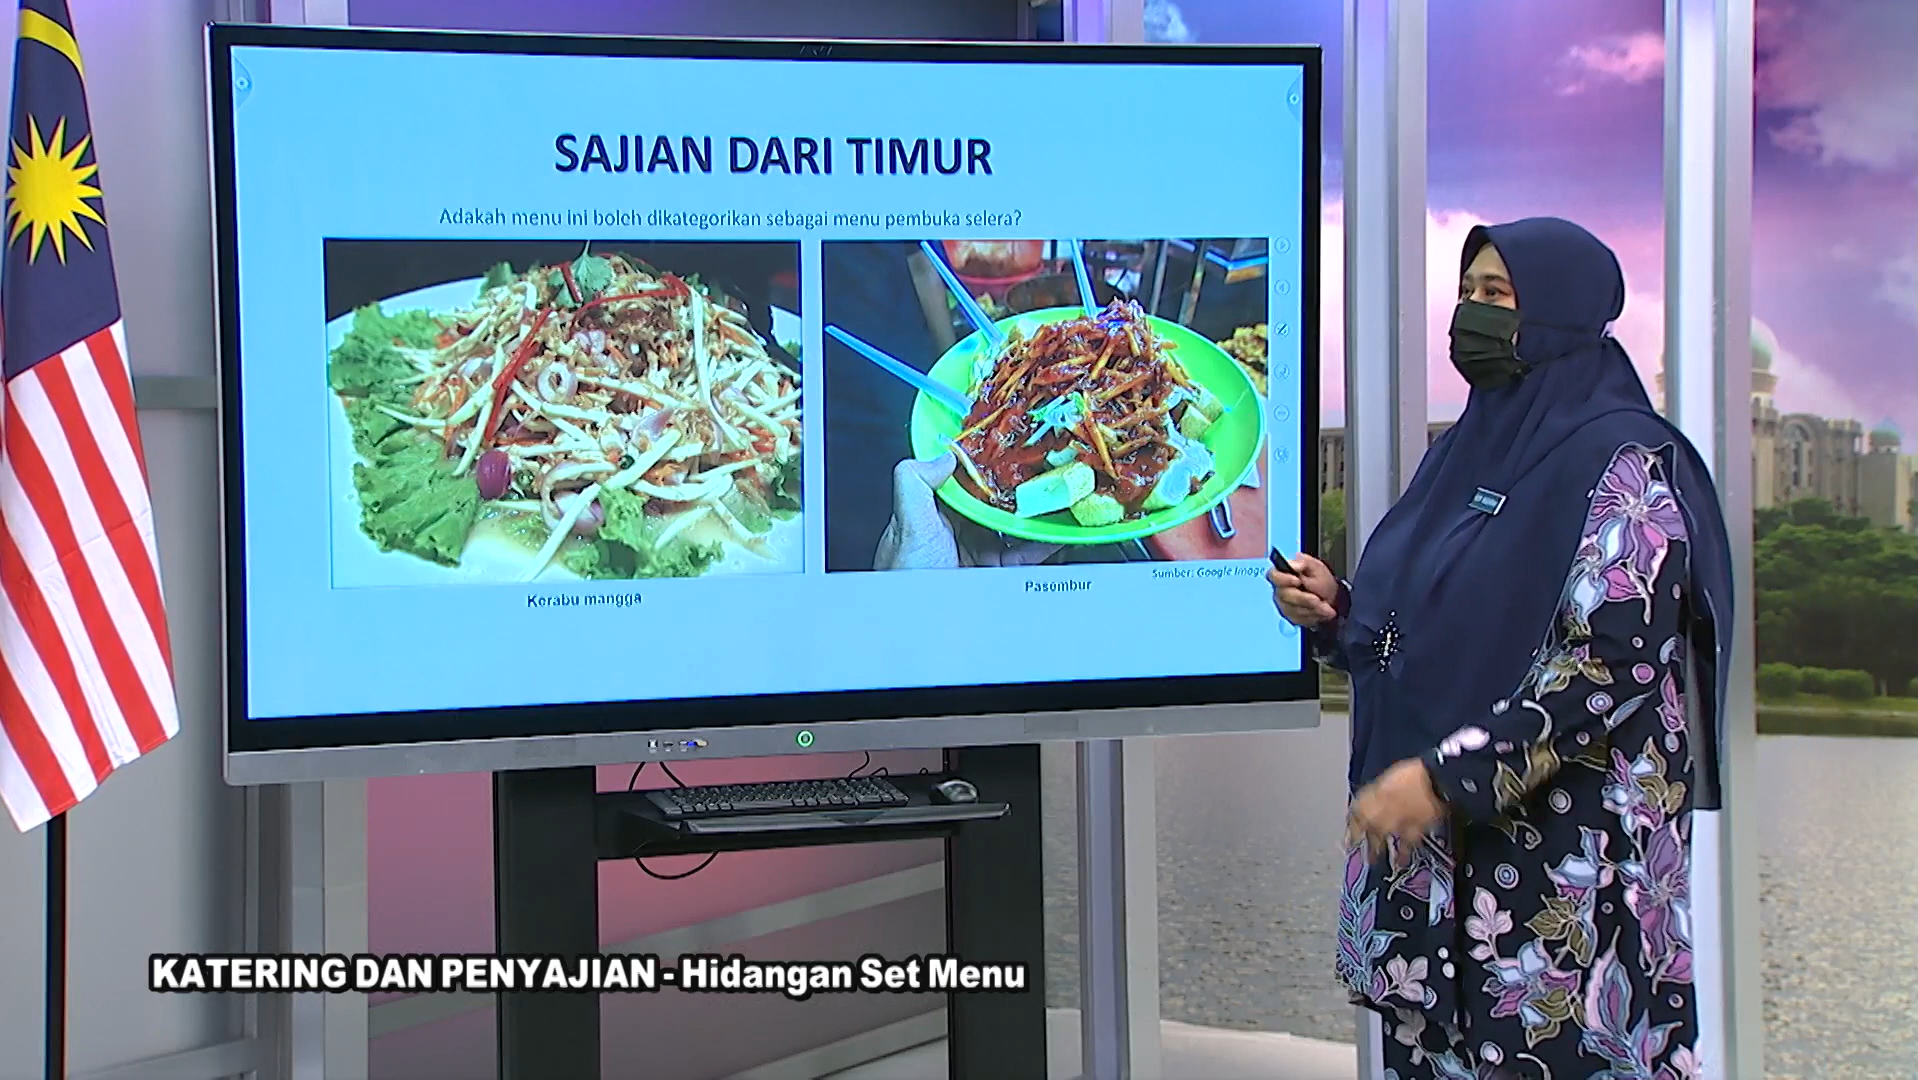 SAJIAN DARI TIMUR
Adakah menu ini boleh dikategorikan sebagai menu pembuka selera?
Sumber: Google Image
Kerabu mangga
Pasembur
KATERING DAN PENYAJIAN - Hidangan Set Menu